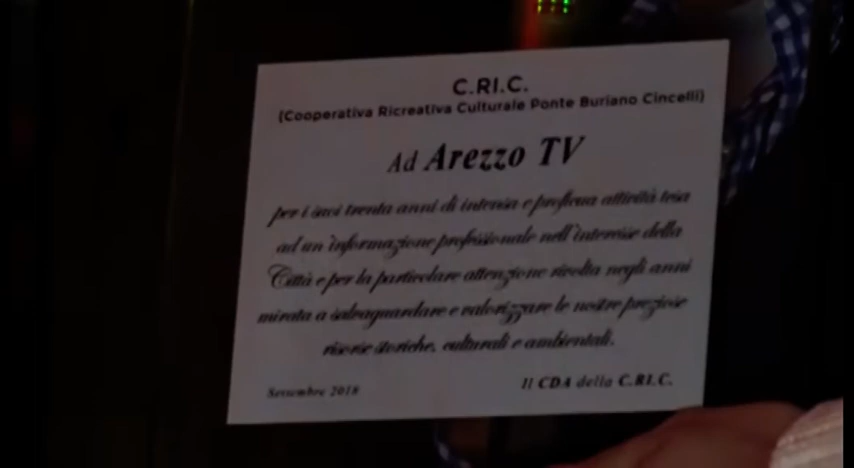 C.RI.C.
(Cooperativa Ricreativa Culturale Ponte Buriano Cincelli)
Ad Arezzo TV
per i suoi trenta anni di intensa e proficua attività tesa
ad un'informazione professionale nell'interesse della
Città e per la particolare attenzione rivolta negli anni
mirata a salvaguardare e valorizzare le nostre preziose
risorse storiche, culturali e ambientali.
Settembre 2018
Il CDA della C.RI.C.